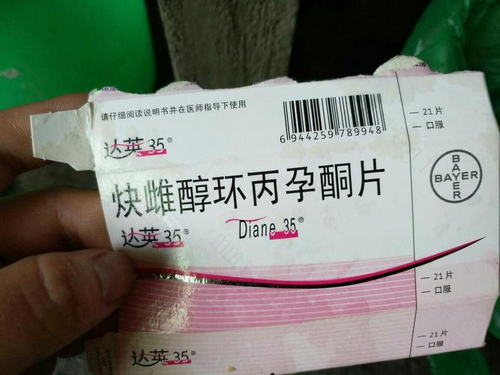 请仔细阅读说明书并在医师指导下使用
6 944259 789948
21片
口服
达英 35®
炔雌醇环丙孕酮片
BAYER
BAYER
达英 35®
Diane 35®
21片
口服
21片
口服
达英 35®